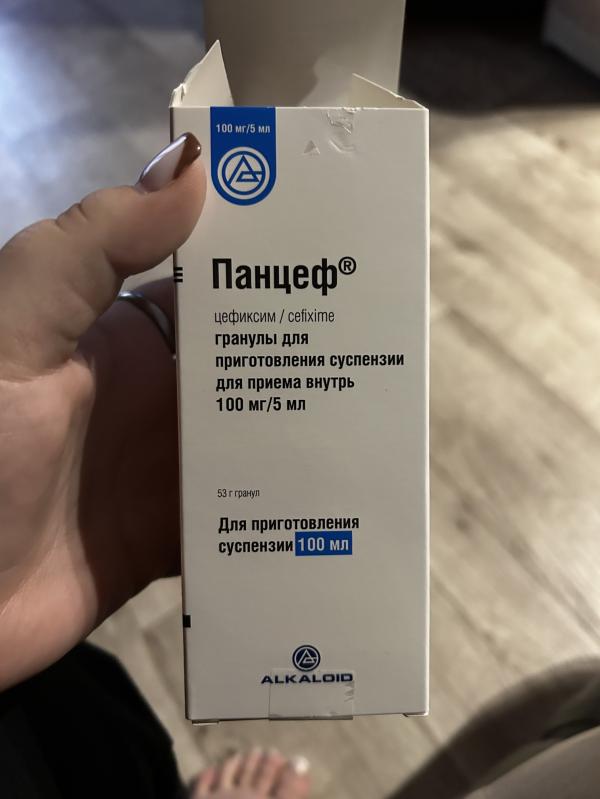 100 мг/5 мл
Панцеф®
цефиксим / cefixime
гранулы для
приготовления суспензии
для приема внутрь
100 мг/5 мл
53 г гранул
Для приготовления
суспензии 100 мл
ALKALOID